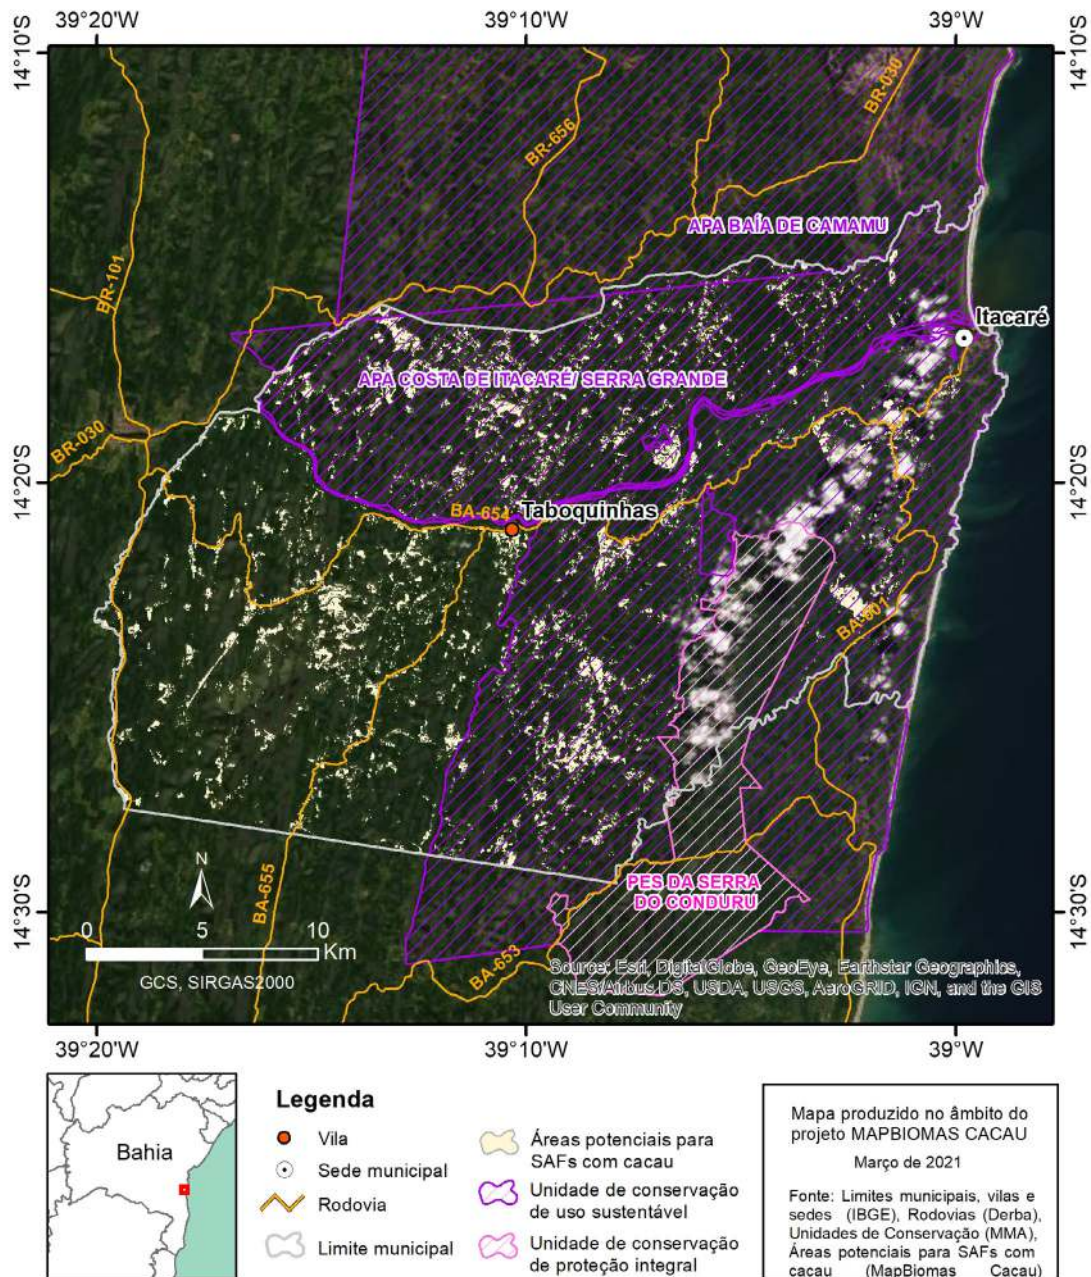 39°20'W
39°10'W
39°W
14°10'S
14°10'S
BR-030
BR-656
APA BAÍA DE CAMAMU
BR-101
Itacaré
APA COSTA DE ITACARÉ/ SERRA GRANDE
BR-030
14°20'S
14°20'S
BA-654
Taboquinhas
BA-001
PES DA SERRA
DO CONDURU
BA-655
BA-653
14°30'S
14°30'S
N
0 5 10
Km
GCS, SIRGAS2000
Source: Esri, DigitalGlobe, GeoEye, Earthstar Geographics,
CNES/Airbus DS, USDA, USGS, AeroGRID, IGN, and the GIS
User Community
39°20'W
39°10'W
39°W
Bahia
Legenda
Vila
Sede municipal
Rodovia
Limite municipal
Áreas potenciais para
SAFs com cacau
Unidade de conservação
de uso sustentável
Unidade de conservação
de proteção integral
Mapa produzido no âmbito do
projeto MAPBIOMAS CACAU
Março de 2021
Fonte: Limites municipais, vilas e
sedes (IBGE), Rodovias (Derba),
Unidades de Conservação (MMA),
Áreas potenciais para SAFs com
cacau (MapBiomas Cacau)